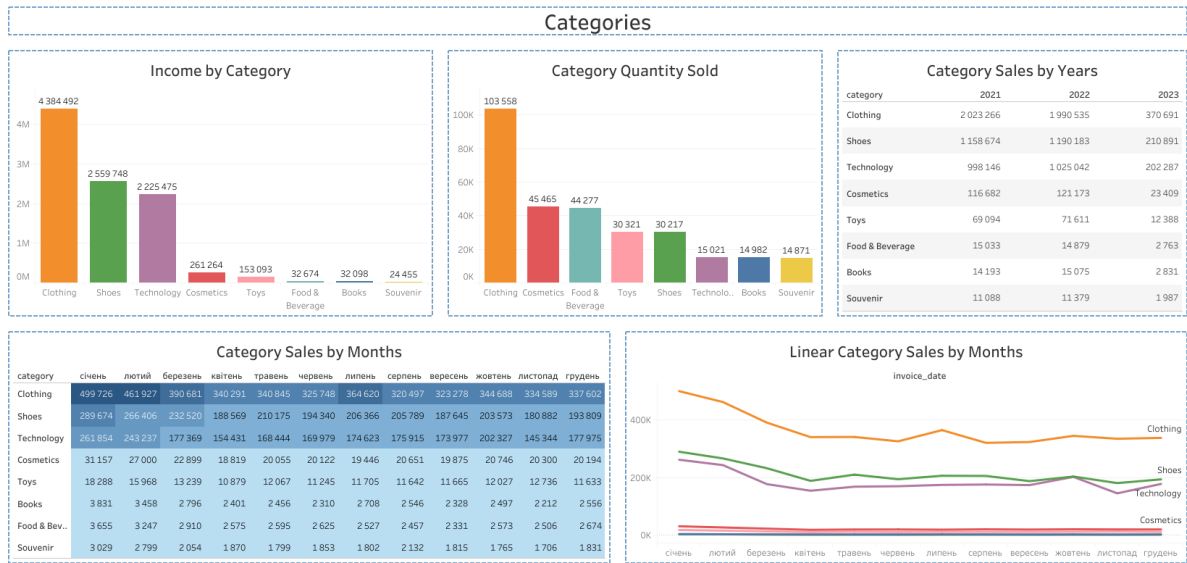 Categories
Income by Category
4 384 492
4M
3M
2 559 748
2 225 475
2M
1M
261 264
153 093
32 674
32 098
24 455
0M
Clothing Shoes Technology Cosmetics Toys Food & Beverage Books Souvenir
Category Quantity Sold
103 558
100K
80K
60K
45 465
44 277
40K
30 321
30 217
20K
15 021
14 982
14 871
0K
Clothing Cosmetics Food & Beverage Toys Shoes Technolo.. Books Souvenir
Category Sales by Years
category 2021 2022 2023
Clothing 2 023 266 1 990 535 370 691
Shoes 1 158 674 1 190 183 210 891
Technology 998 146 1 025 042 202 287
Cosmetics 116 682 121 173 23 409
Toys 69 094 71 611 12 388
Food & Beverage 15 033 14 879 2 763
Books 14 193 15 075 2 831
Souvenir 11 088 11 379 1 987
Category Sales by Months
category січень лютий березень квітень травень червень липень серпень вересень жовтень листопад грудень
Clothing 499 726 461 927 390 681 340 291 340 845 325 748 364 620 320 497 323 278 344 688 334 589 337 602
Shoes 289 674 266 406 232 520 188 569 210 175 194 340 206 366 205 789 187 645 203 573 180 882 193 809
Technology 261 854 243 237 177 369 154 431 168 444 169 979 174 623 175 915 173 977 202 327 145 344 177 975
Cosmetics 31 157 27 000 22 899 18 819 20 055 20 122 19 446 20 651 19 875 20 746 20 300 20 194
Toys 18 288 15 968 13 239 10 879 12 067 11 245 11 705 11 642 11 665 12 027 12 736 11 633
Books 3 831 3 458 2 796 2 401 2 456 2 310 2 708 2 546 2 328 2 497 2 212 2 556
Food & Bev.. 3 655 3 247 2 910 2 575 2 595 2 625 2 527 2 457 2 331 2 573 2 506 2 674
Souvenir 3 029 2 799 2 054 1 870 1 799 1 853 1 802 2 132 1 815 1 765 1 706 1 831
Linear Category Sales by Months
invoice_date
400K
Clothing
Shoes
200K
Technology
Cosmetics
0K
січень лютий березень квітень травень червень липень серпень вересень жовтень листопад грудень